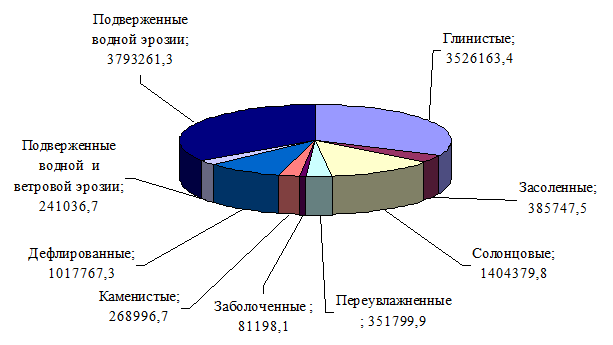 Подверженные
водной эрозии;
3793261,3
Глинистые;
3526163,4
Подверженные
водной и
ветровой эрозии;
241036,7
Засоленные;
385747,5
Дефлированные;
1017767,3
Солонцовые;
1404379,8
Каменистые;
268996,7
Заболоченные ;
81198,1
Переувлажненные
; 351799,9